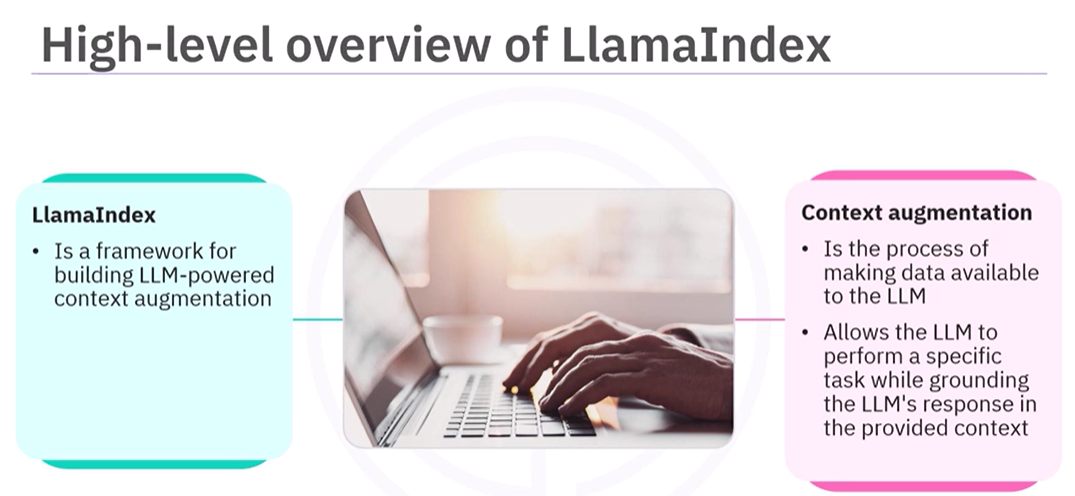 High-level overview of LlamaIndex
LlamaIndex
• Is a framework for
building LLM-powered
context augmentation
Context augmentation
• Is the process of
making data available
to the LLM
• Allows the LLM to
perform a specific
task while grounding
the LLM's response in
the provided context